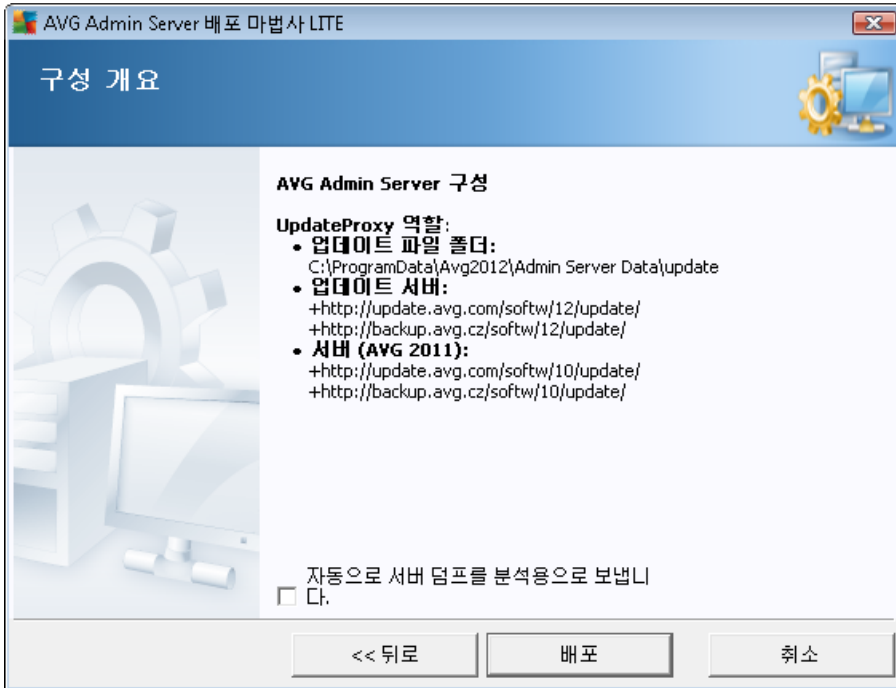 AVG Admin Server 배포 마법사 LITE
구성 개요
AVG Admin Server 구성
UpdateProxy 역할:
• 업데이트 파일 폴더:
C:\ProgramData\Avg2012\Admin Server Data\update
• 업데이트 서버:
+http://update.avg.com/softw/12/update/
+http://backup.avg.cz/softw/12/update/
• 서버 (AVG 2011):
+http://update.avg.com/softw/10/update/
+http://backup.avg.cz/softw/10/update/
자동으로 서버 덤프를 분석용으로 보냅니
다.
<< 뒤로
배포
취소